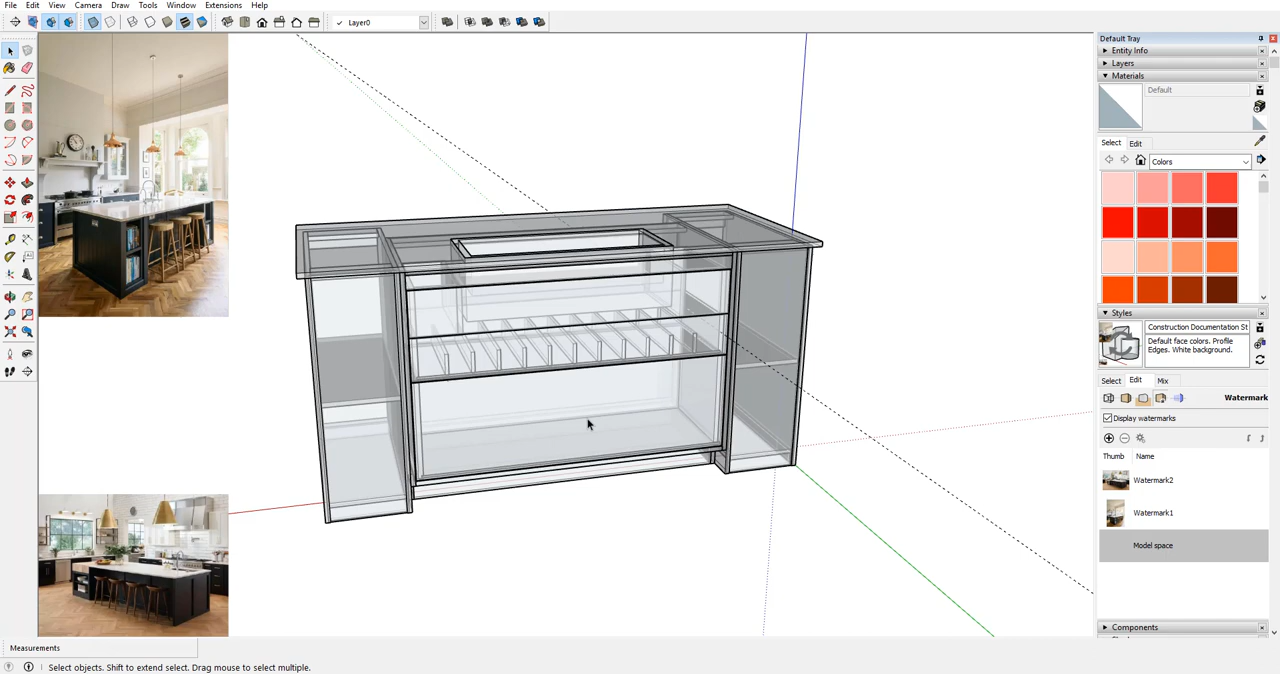 File Edit View Camera Draw Tools Window Extensions Help
✓ Layer0
Default Tray
Entity Info
Layers
Materials
Default
Select Edit
Colors
Styles
Construction Documentation St
Default face colors. Profile
Edges. White background.
Select Edit Mix
Watermark
Display watermarks
Thumb Name
Watermark2
Watermark1
Model space
Components
Measurements
Select objects. Shift to extend select. Drag mouse to select multiple.